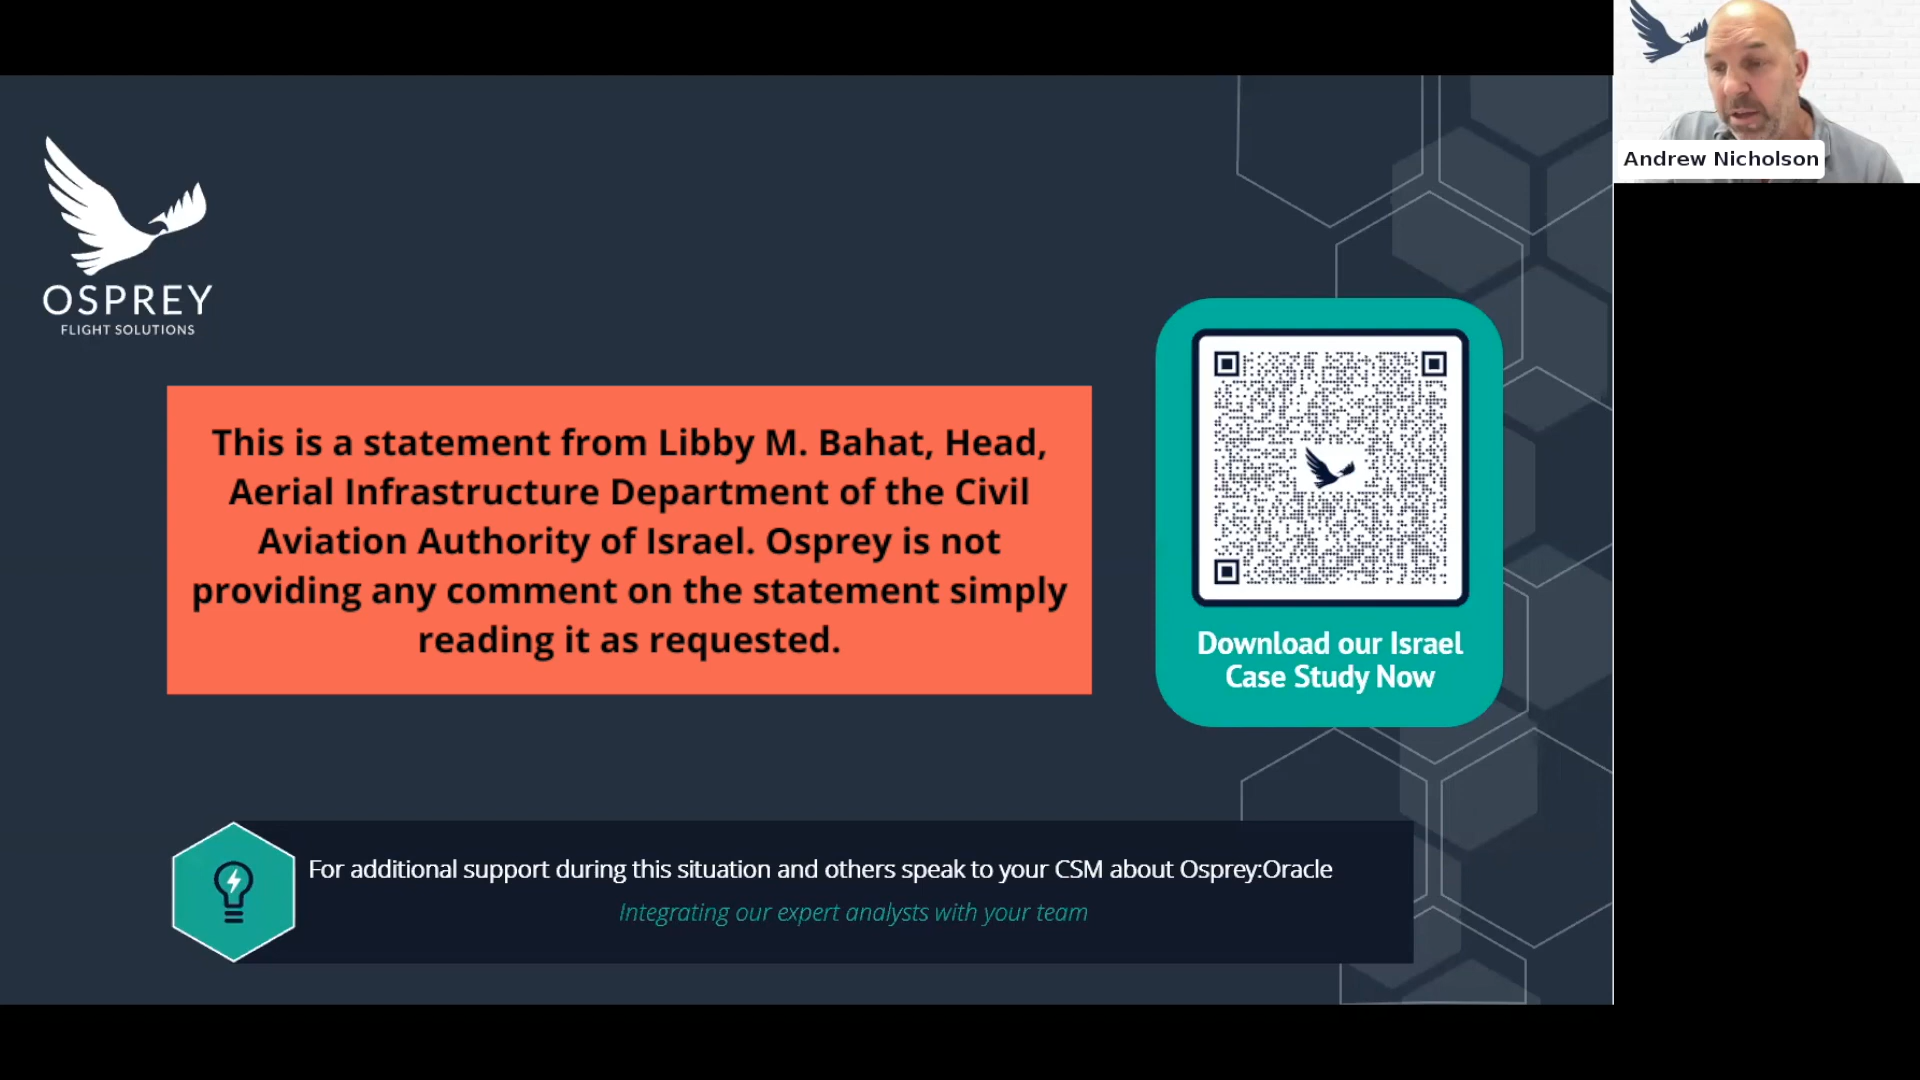 Andrew Nicholson
OSPREY
FLIGHT SOLUTIONS
This is a statement from Libby M. Bahat, Head,
Aerial Infrastructure Department of the Civil
Aviation Authority of Israel. Osprey is not
providing any comment on the statement simply
reading it as requested.
Download our Israel
Case Study Now
For additional support during this situation and others speak to your CSM about Osprey:Oracle
Integrating our expert analysts with your team